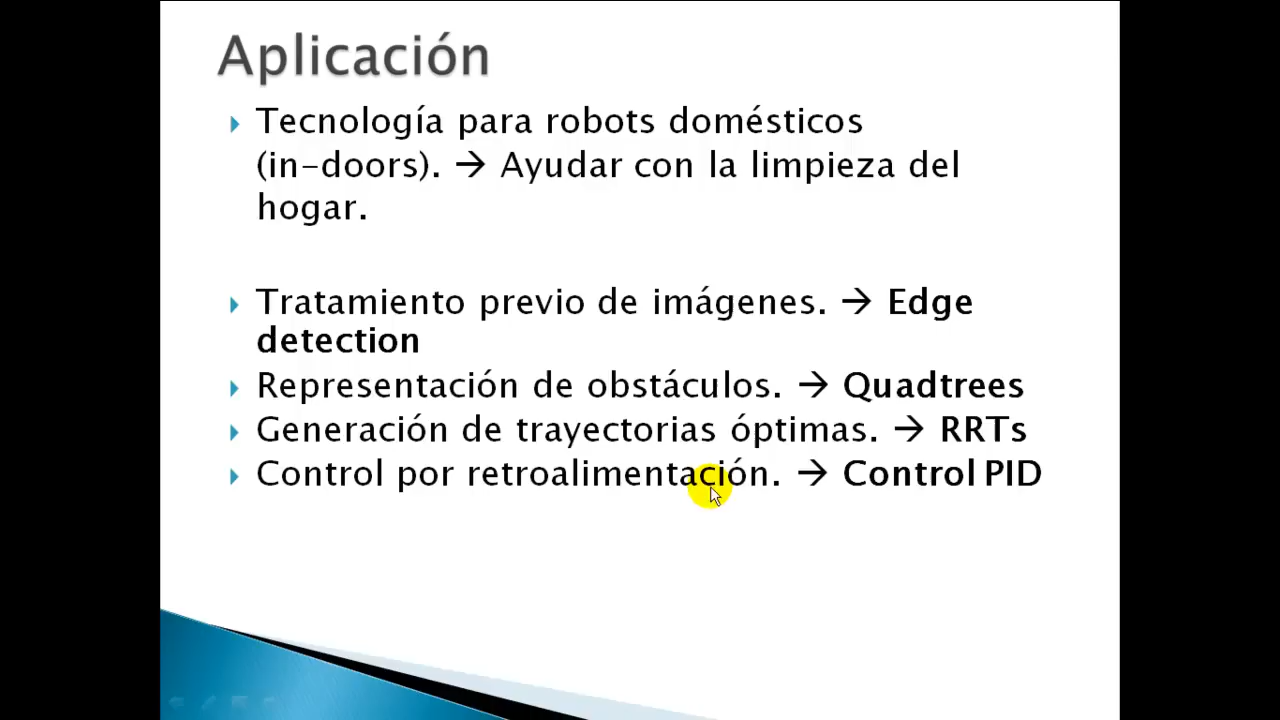 Aplicación
Tecnología para robots domésticos
(in-doors). → Ayudar con la limpieza del
hogar.
Tratamiento previo de imágenes. → Edge
detection
Representación de obstáculos. → Quadtrees
Generación de trayectorias óptimas. → RRTs
Control por retroalimentación. → Control PID